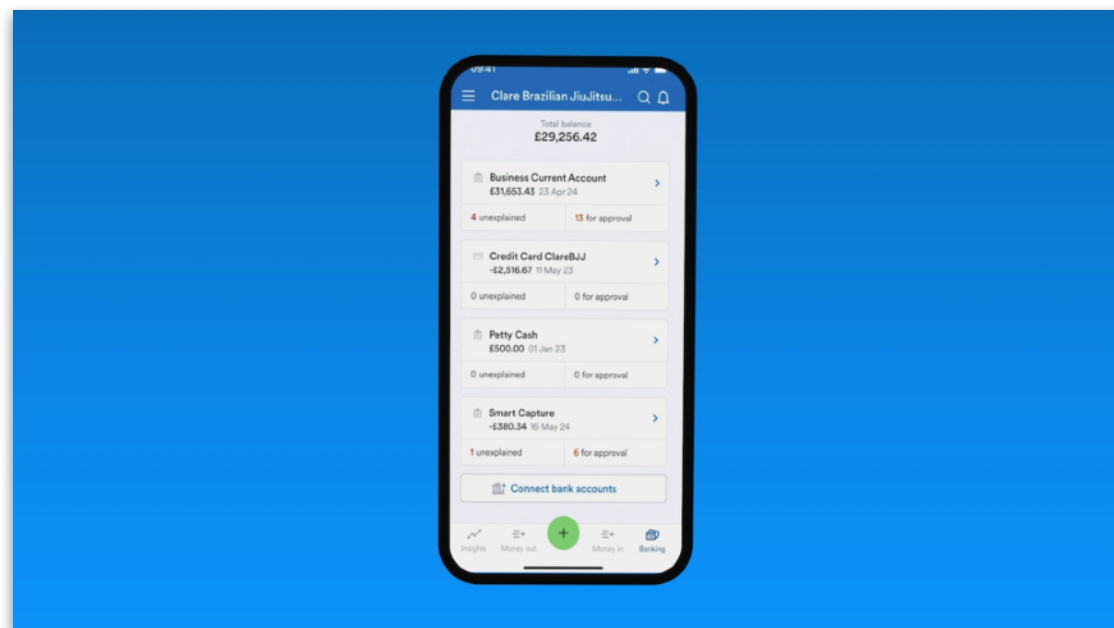 09:41
Clare Brazilian JiuJitsu...
Total balance
£29,256.42
Business Current Account
£31,653.43 23 Apr 24
4 unexplained 13 for approval
Credit Card ClareBJJ
-£2,516.67 11 May 23
0 unexplained 0 for approval
Petty Cash
£500.00 01 Jan 23
0 unexplained 0 for approval
Smart Capture
-£380.34 16 May 24
1 unexplained 6 for approval
Connect bank accounts
Insights Money out + Money in Banking